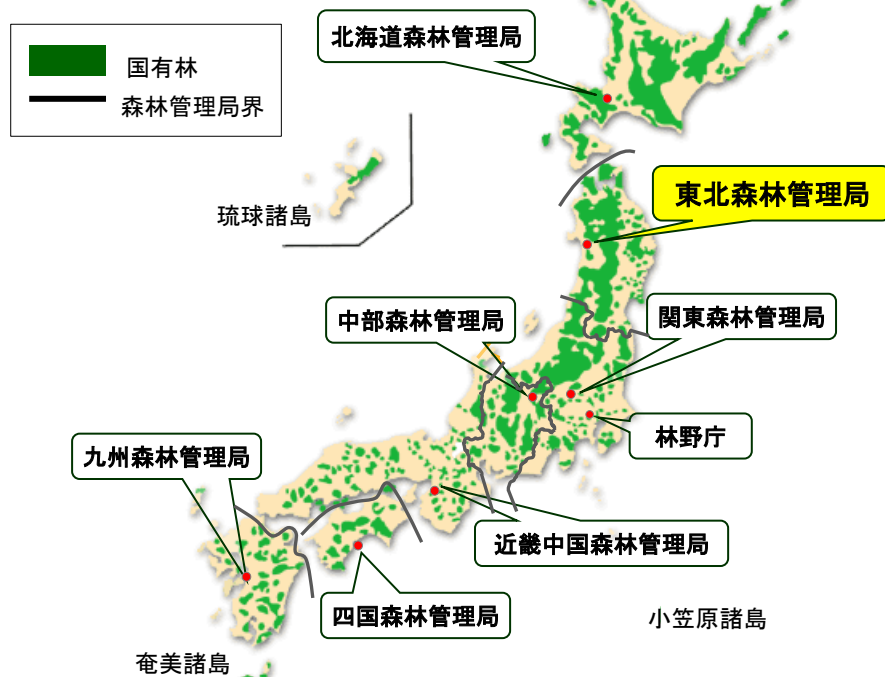 北海道森林管理局
国有林
森林管理局界
東北森林管理局
琉球諸島
中部森林管理局
関東森林管理局
林野庁
九州森林管理局
近畿中国森林管理局
四国森林管理局
小笠原諸島
奄美諸島